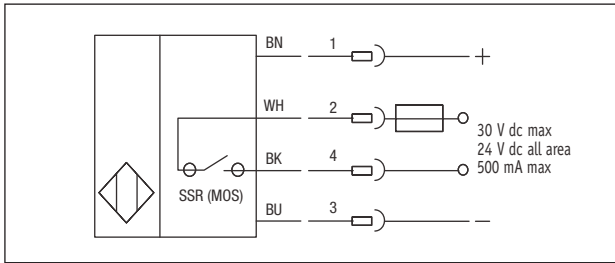 BN 1 +
WH 2
30 V dc max
24 V dc all area
500 mA max
BK 4
SSR (MOS)
BU 3 −